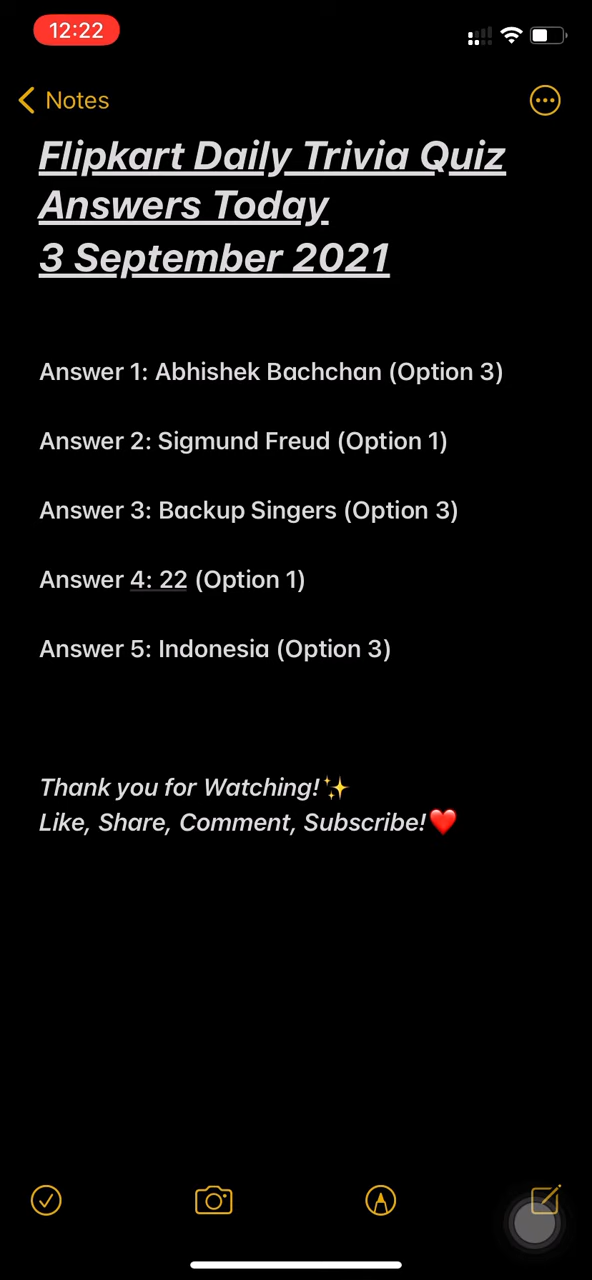 12:22
Notes
Flipkart Daily Trivia Quiz
Answers Today
3 September 2021
Answer 1: Abhishek Bachchan (Option 3)
Answer 2: Sigmund Freud (Option 1)
Answer 3: Backup Singers (Option 3)
Answer 4: 22 (Option 1)
Answer 5: Indonesia (Option 3)
Thank you for Watching!✨
Like, Share, Comment, Subscribe!❤️